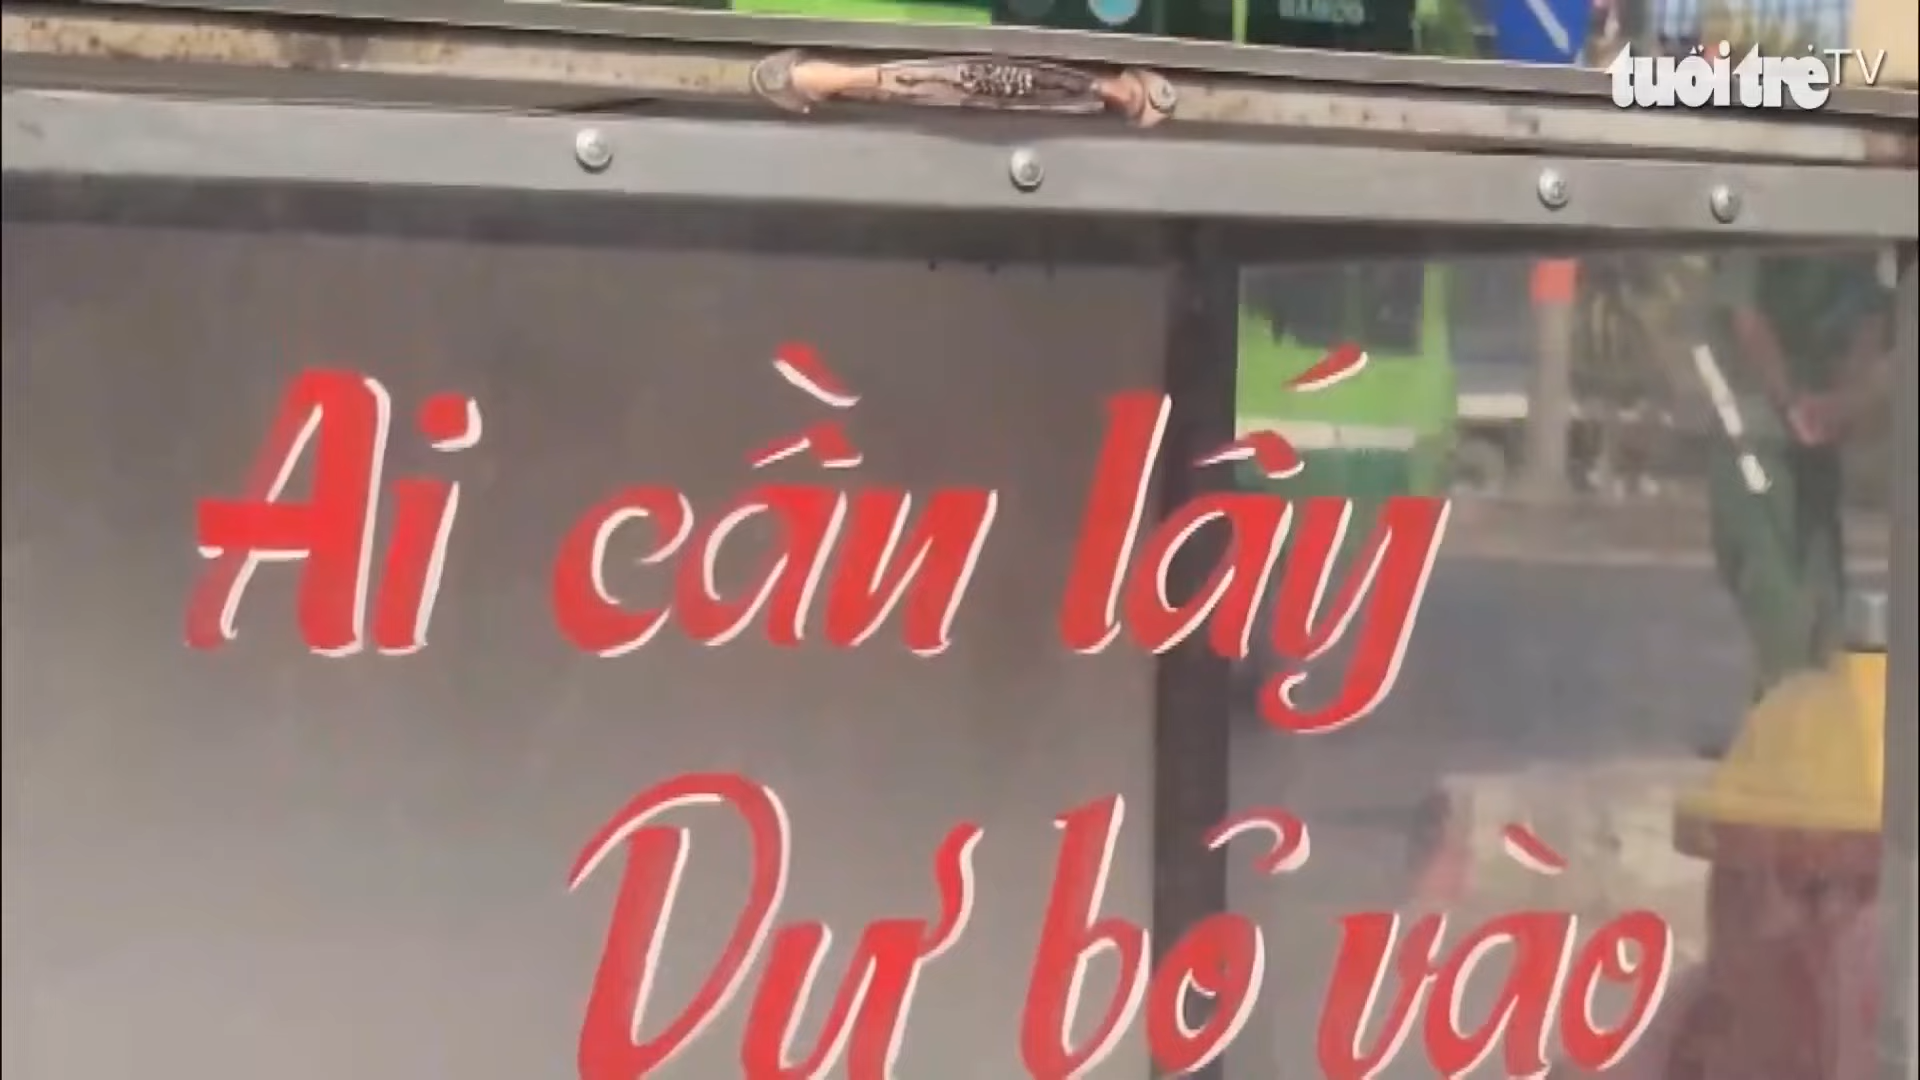 tuổi trẻ TV
Ai cần lấy
Dư bỏ vào